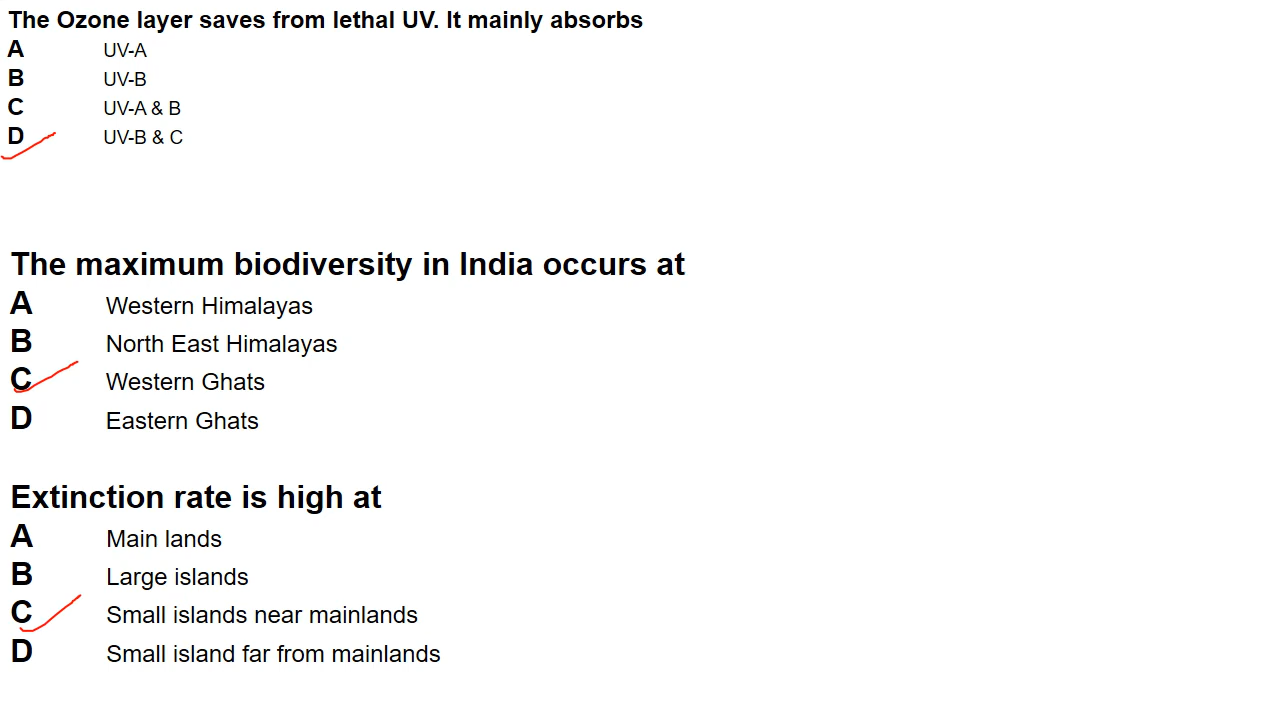 The Ozone layer saves from lethal UV. It mainly absorbs
A UV-A
B UV-B
C UV-A & B
D UV-B & C
The maximum biodiversity in India occurs at
A Western Himalayas
B North East Himalayas
C Western Ghats
D Eastern Ghats
Extinction rate is high at
A Main lands
B Large islands
C Small islands near mainlands
D Small island far from mainlands